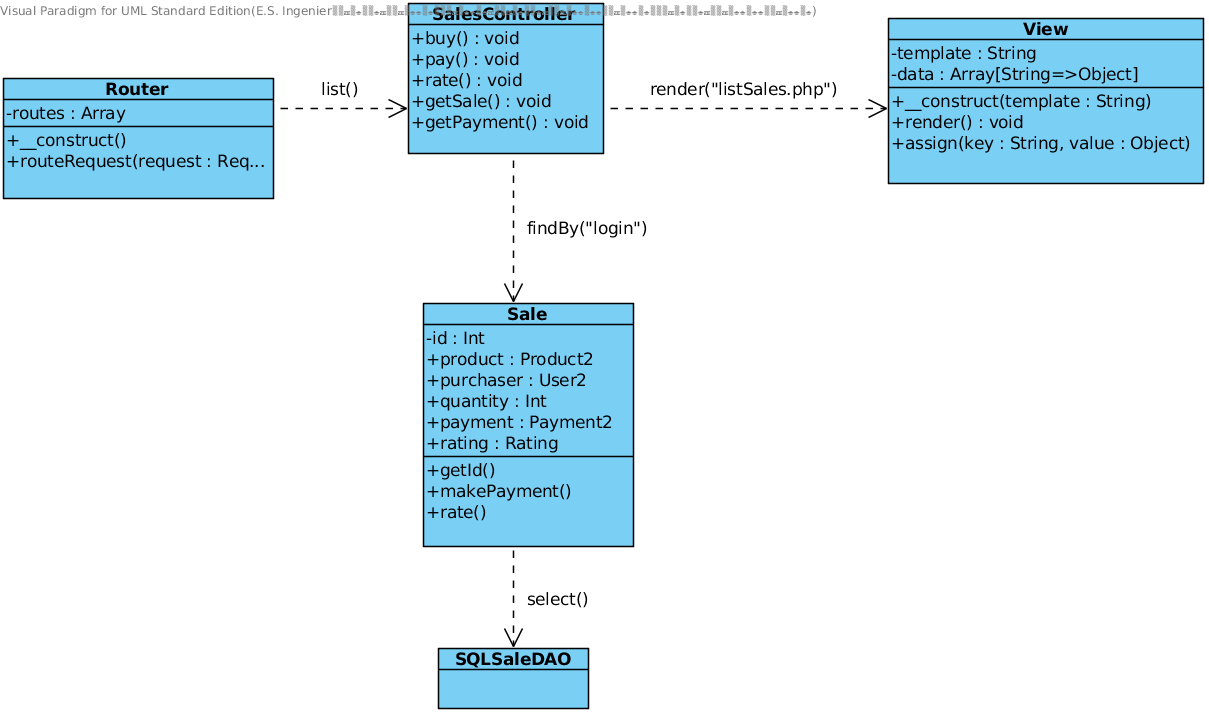 Visual Paradigm for UML Standard Edition(E.S. Ingenier
SalesController
+buy() : void
+pay() : void
+rate() : void
+getSale() : void
+getPayment() : void
View
-template : String
-data : Array[String=>Object]
+__construct(template : String)
+render() : void
+assign(key : String, value : Object)
Router
-routes : Array
+__construct()
+routeRequest(request : Req...
list()
render("listSales.php")
findBy("login")
Sale
-id : Int
+product : Product2
+purchaser : User2
+quantity : Int
+payment : Payment2
+rating : Rating
+getId()
+makePayment()
+rate()
select()
SQLSaleDAO